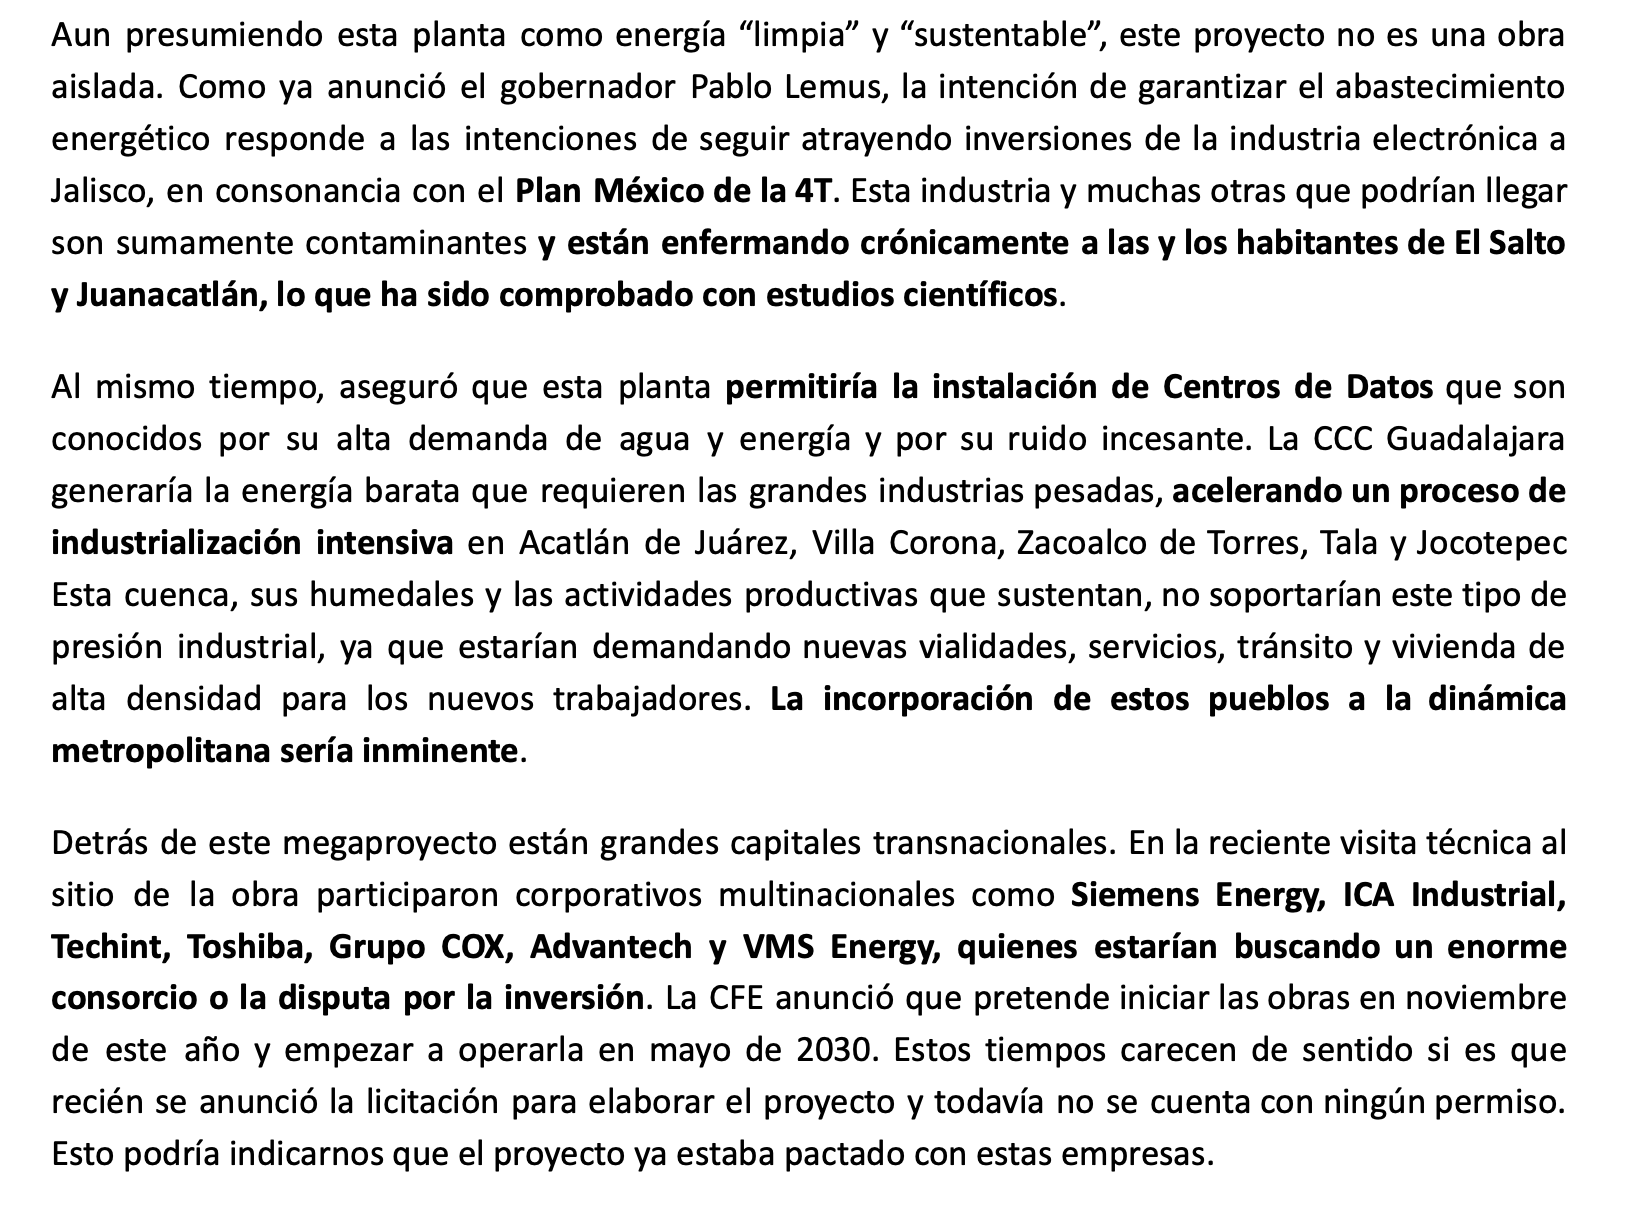 Aun presumiendo esta planta como energía “limpia” y “sustentable”, este proyecto no es una obra
aislada. Como ya anunció el gobernador Pablo Lemus, la intención de garantizar el abastecimiento
energético responde a las intenciones de seguir atrayendo inversiones de la industria electrónica a
Jalisco, en consonancia con el Plan México de la 4T. Esta industria y muchas otras que podrían llegar
son sumamente contaminantes y están enfermando crónicamente a las y los habitantes de El Salto
y Juanacatlán, lo que ha sido comprobado con estudios científicos.
Al mismo tiempo, aseguró que esta planta permitiría la instalación de Centros de Datos que son
conocidos por su alta demanda de agua y energía y por su ruido incesante. La CCC Guadalajara
generaría la energía barata que requieren las grandes industrias pesadas, acelerando un proceso de
industrialización intensiva en Acatlán de Juárez, Villa Corona, Zacoalco de Torres, Tala y Jocotepec
Esta cuenca, sus humedales y las actividades productivas que sustentan, no soportarían este tipo de
presión industrial, ya que estarían demandando nuevas vialidades, servicios, tránsito y vivienda de
alta densidad para los nuevos trabajadores. La incorporación de estos pueblos a la dinámica
metropolitana sería inminente.
Detrás de este megaproyecto están grandes capitales transnacionales. En la reciente visita técnica al
sitio de la obra participaron corporativos multinacionales como Siemens Energy, ICA Industrial,
Techint, Toshiba, Grupo COX, Advantech y VMS Energy, quienes estarían buscando un enorme
consorcio o la disputa por la inversión. La CFE anunció que pretende iniciar las obras en noviembre
de este año y empezar a operarla en mayo de 2030. Estos tiempos carecen de sentido si es que
recién se anunció la licitación para elaborar el proyecto y todavía no se cuenta con ningún permiso.
Esto podría indicarnos que el proyecto ya estaba pactado con estas empresas.